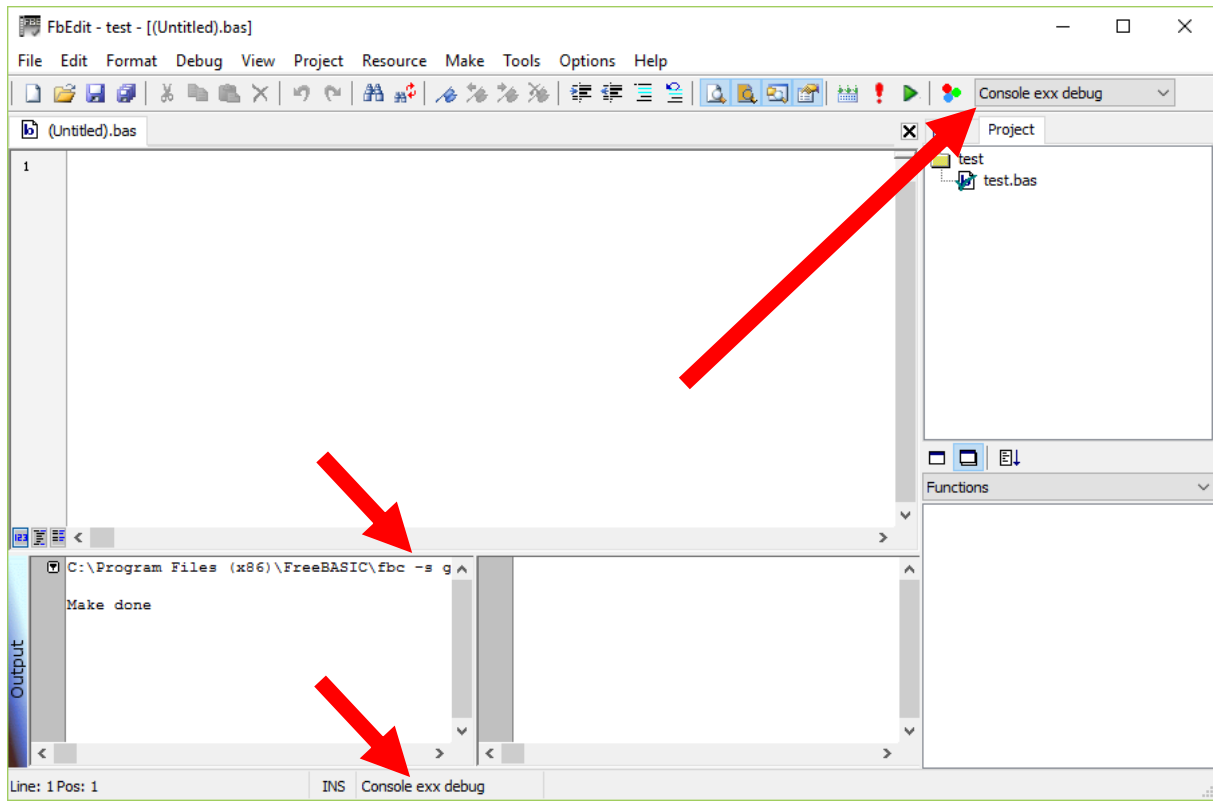 FbEdit - test - [(Untitled).bas]
File Edit Format Debug View Project Resource Make Tools Options Help
Console exx debug
(Untitled).bas
Project
1
test
test.bas
Functions
C:\Program Files (x86)\FreeBASIC\fbc -s g
Make done
Output
Line: 1 Pos: 1 INS Console exx debug